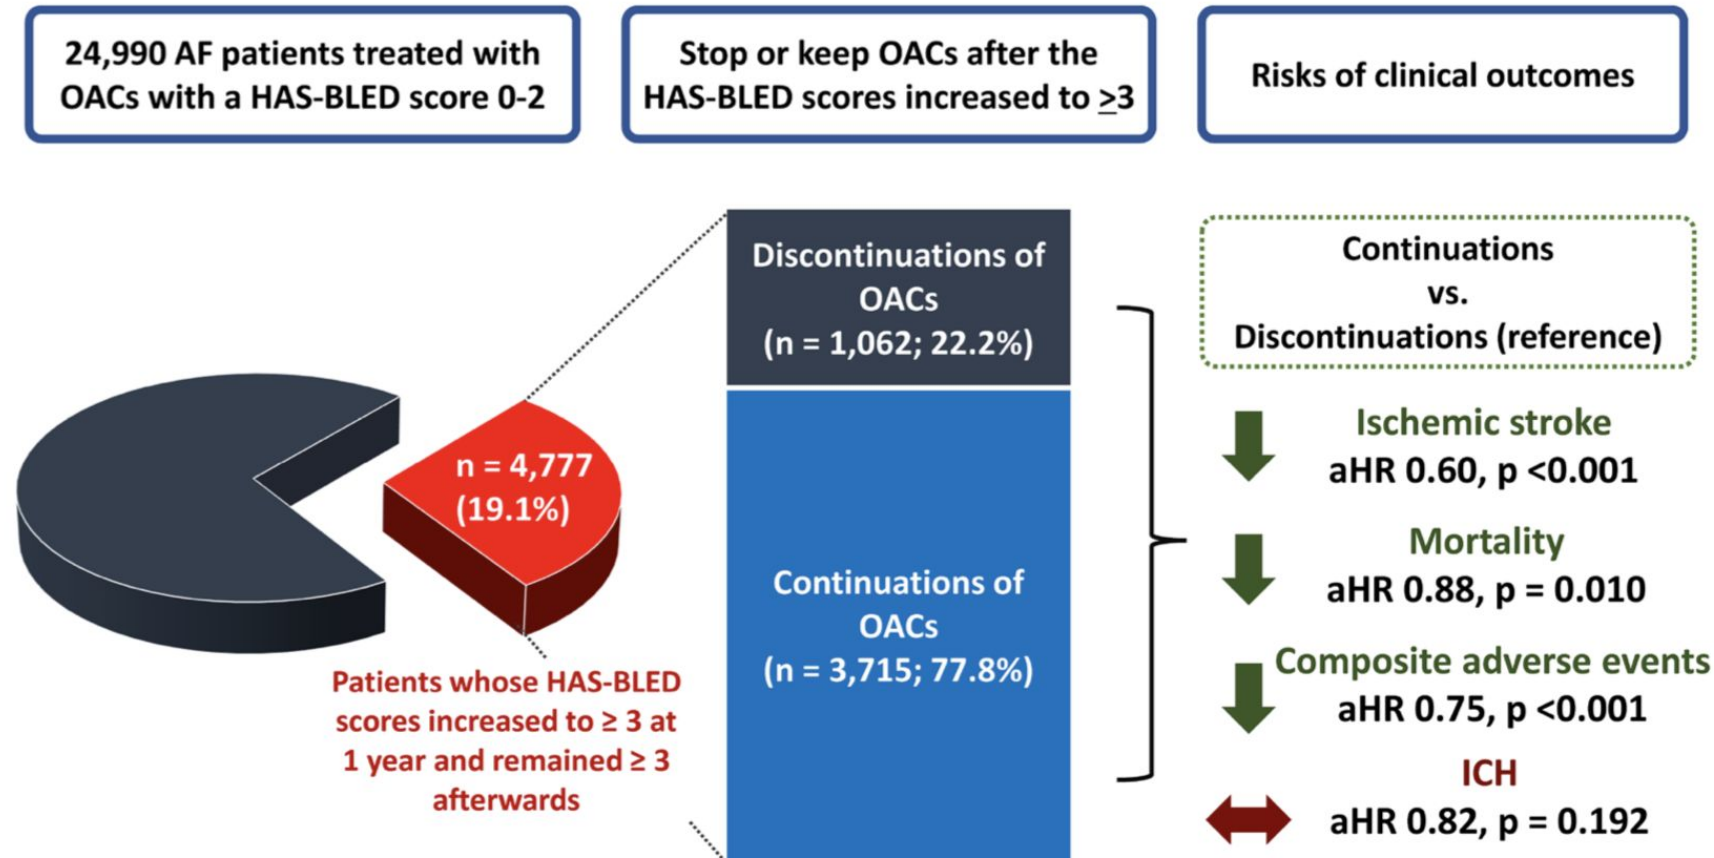 24,990 AF patients treated with
OACs with a HAS-BLED score 0-2
Stop or keep OACs after the
HAS-BLED scores increased to ≥3
Risks of clinical outcomes
n = 4,777
(19.1%)
Patients whose HAS-BLED
scores increased to ≥ 3 at
1 year and remained ≥ 3
afterwards
Discontinuations of
OACs
(n = 1,062; 22.2%)
Continuations of
OACs
(n = 3,715; 77.8%)
Continuations
vs.
Discontinuations (reference)
Ischemic stroke
aHR 0.60, p <0.001
Mortality
aHR 0.88, p = 0.010
Composite adverse events
aHR 0.75, p <0.001
ICH
aHR 0.82, p = 0.192